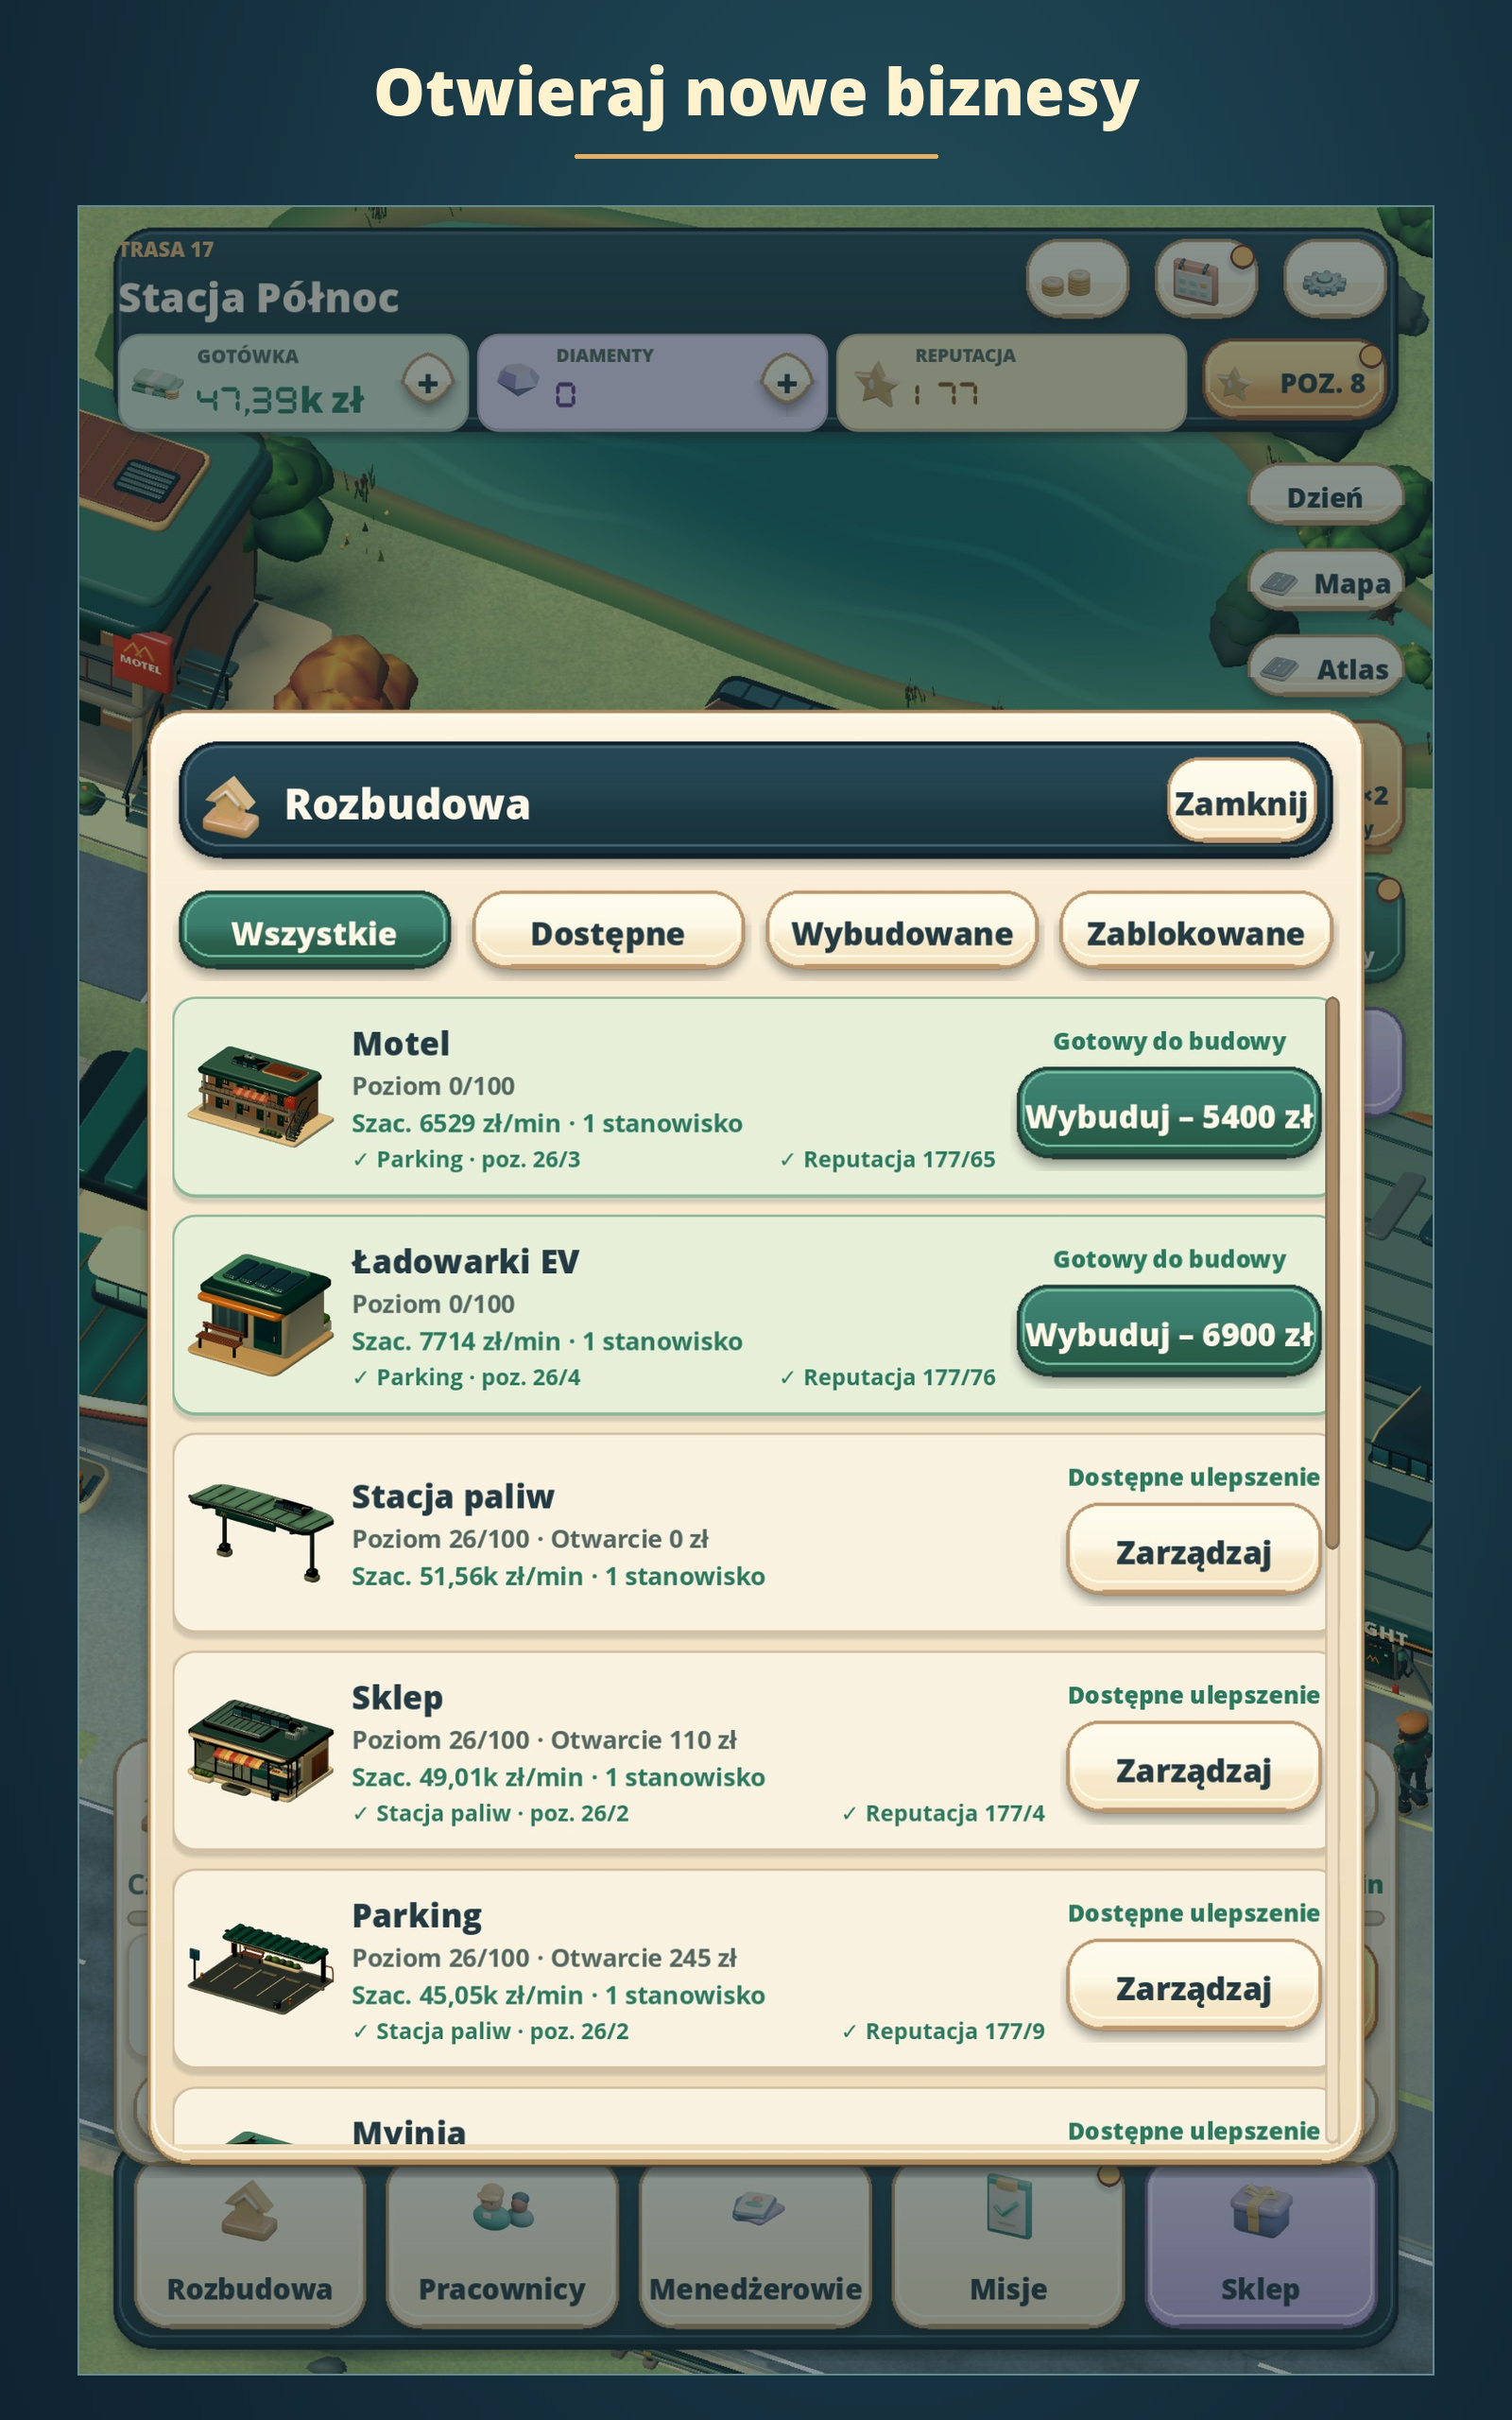 Otwieraj nowe biznesy
TRASA 17
Stacja Północ
GOTÓWKA
47,39k zł
+
DIAMENTY
0
+
REPUTACJA
177
POZ. 8
Dzień
Mapa
Atlas
MOTEL
×2
y
Rozbudowa
Zamknij
Wszystkie
Dostępne
Wybudowane
Zablokowane
y
Motel
Poziom 0/100
Szac. 6529 zł/min · 1 stanowisko
✓ Parking · poz. 26/3
✓ Reputacja 177/65
Gotowy do budowy
Wybuduj – 5400 zł
Ładowarki EV
Poziom 0/100
Szac. 7714 zł/min · 1 stanowisko
✓ Parking · poz. 26/4
✓ Reputacja 177/76
Gotowy do budowy
Wybuduj – 6900 zł
Stacja paliw
Poziom 26/100 · Otwarcie 0 zł
Szac. 51,56k zł/min · 1 stanowisko
Dostępne ulepszenie
Zarządzaj
GHT
Sklep
Poziom 26/100 · Otwarcie 110 zł
Szac. 49,01k zł/min · 1 stanowisko
✓ Stacja paliw · poz. 26/2
✓ Reputacja 177/4
Dostępne ulepszenie
Zarządzaj
Parking
Poziom 26/100 · Otwarcie 245 zł
Szac. 45,05k zł/min · 1 stanowisko
✓ Stacja paliw · poz. 26/2
✓ Reputacja 177/9
Dostępne ulepszenie
Zarządzaj
in
Myjnia
Dostępne ulepszenie
Rozbudowa
Pracownicy
Menedżerowie
Misje
Sklep